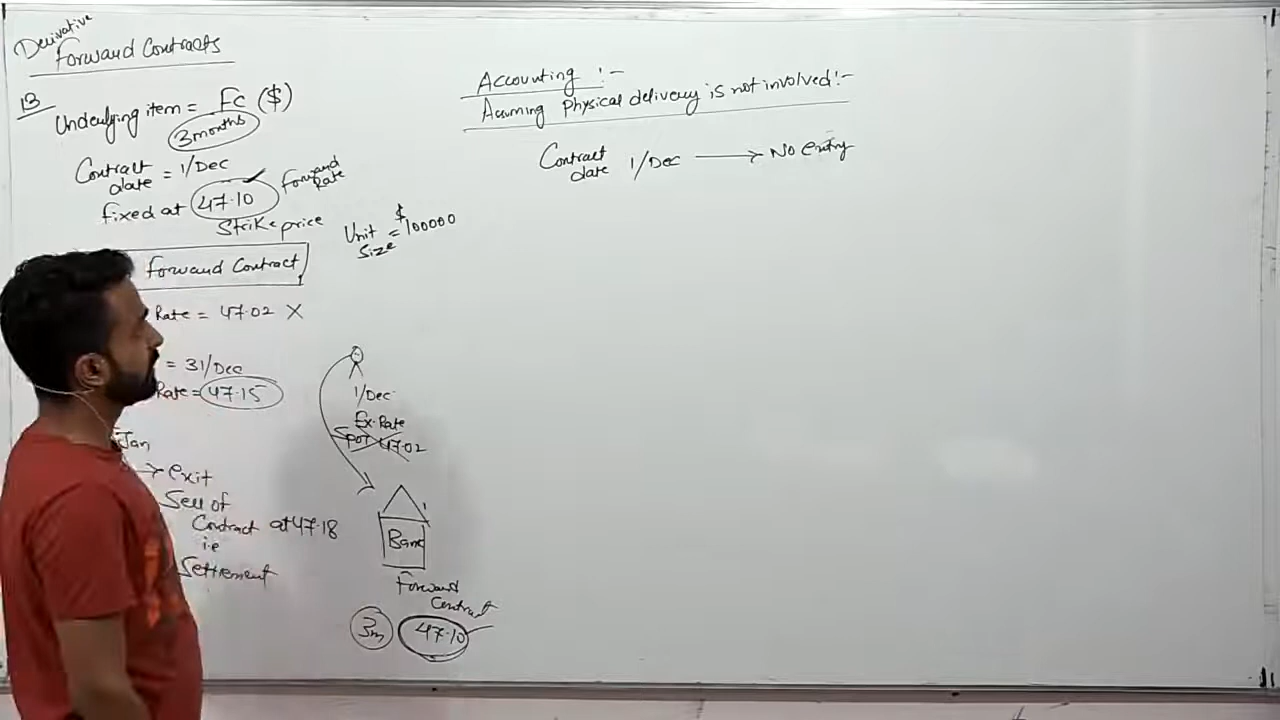 Derivative
Forward Contracts
13
Underlying item = FC ($)
3 months
Contract date = 1/Dec
fixed at 47.10 Forward Rate
Strike price
Unit Size = $ 100000
Forward Contract
Rate = 47.02 X
= 31/Dec
Rate = 47.15
Jan
→ exit
Sell of
Contract at 47.18
i.e
Settlement
1/Dec
Ex. Rate
Spot 47.02
Bank
Forward
Contract
3m 47.10
Accounting :-
Assuming Physical delivery is not involved :-
Contract date 1/Dec → No entry